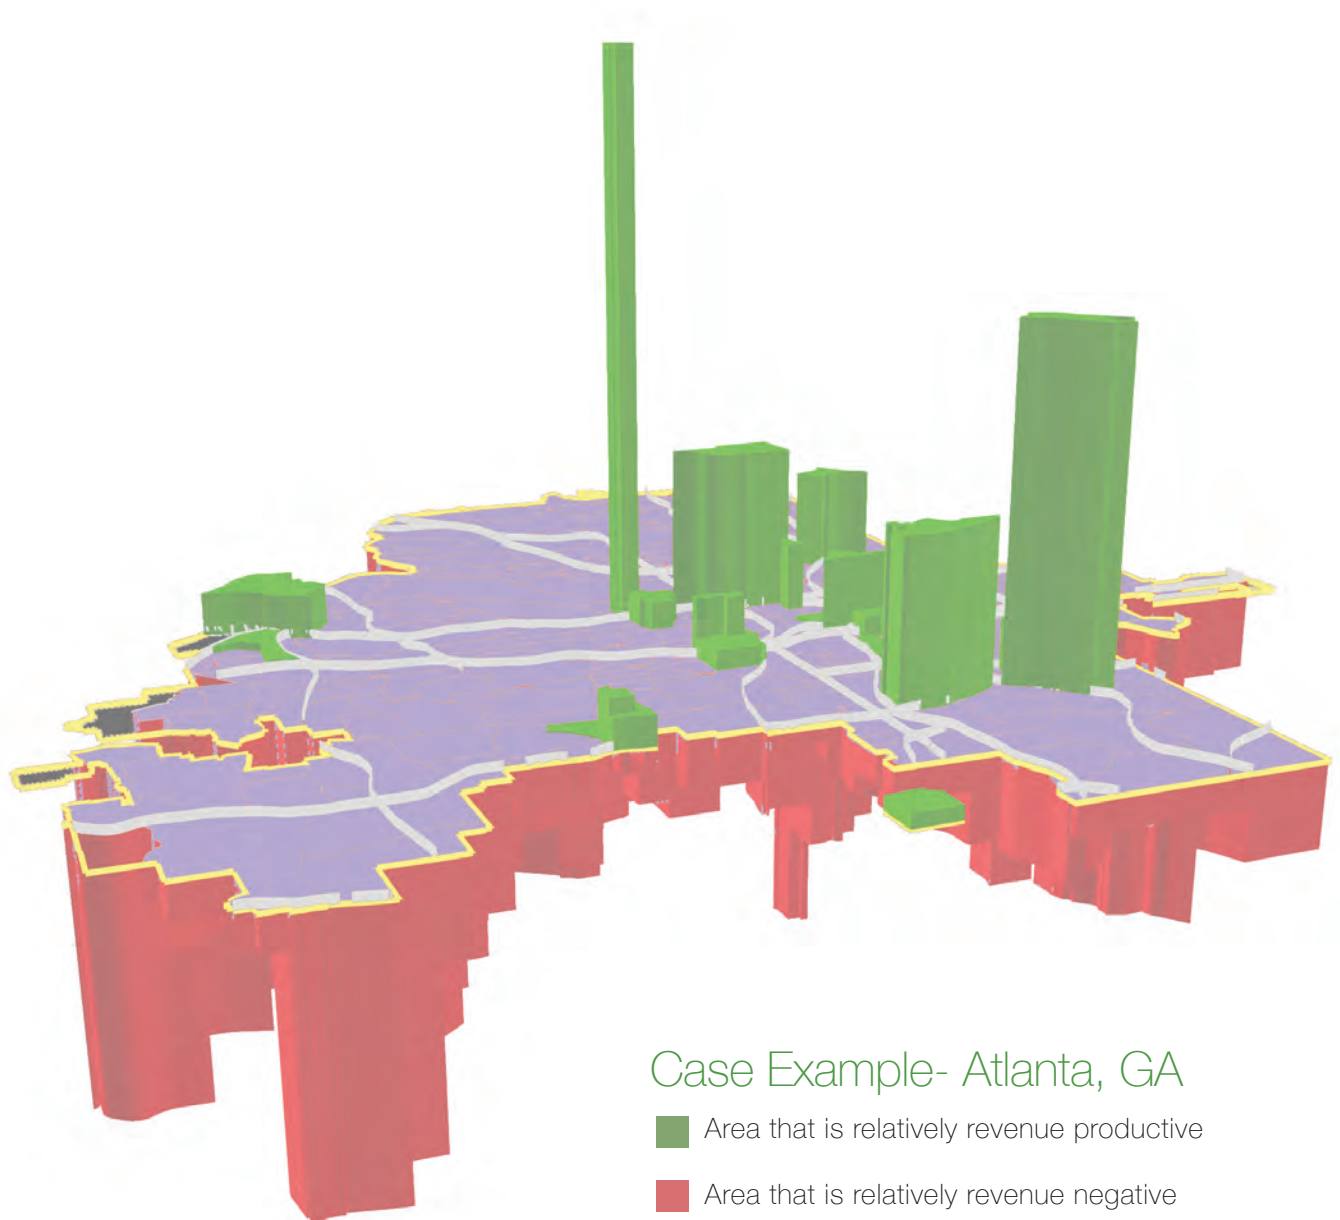 Case Example- Atlanta, GA
Area that is relatively revenue productive
Area that is relatively revenue negative